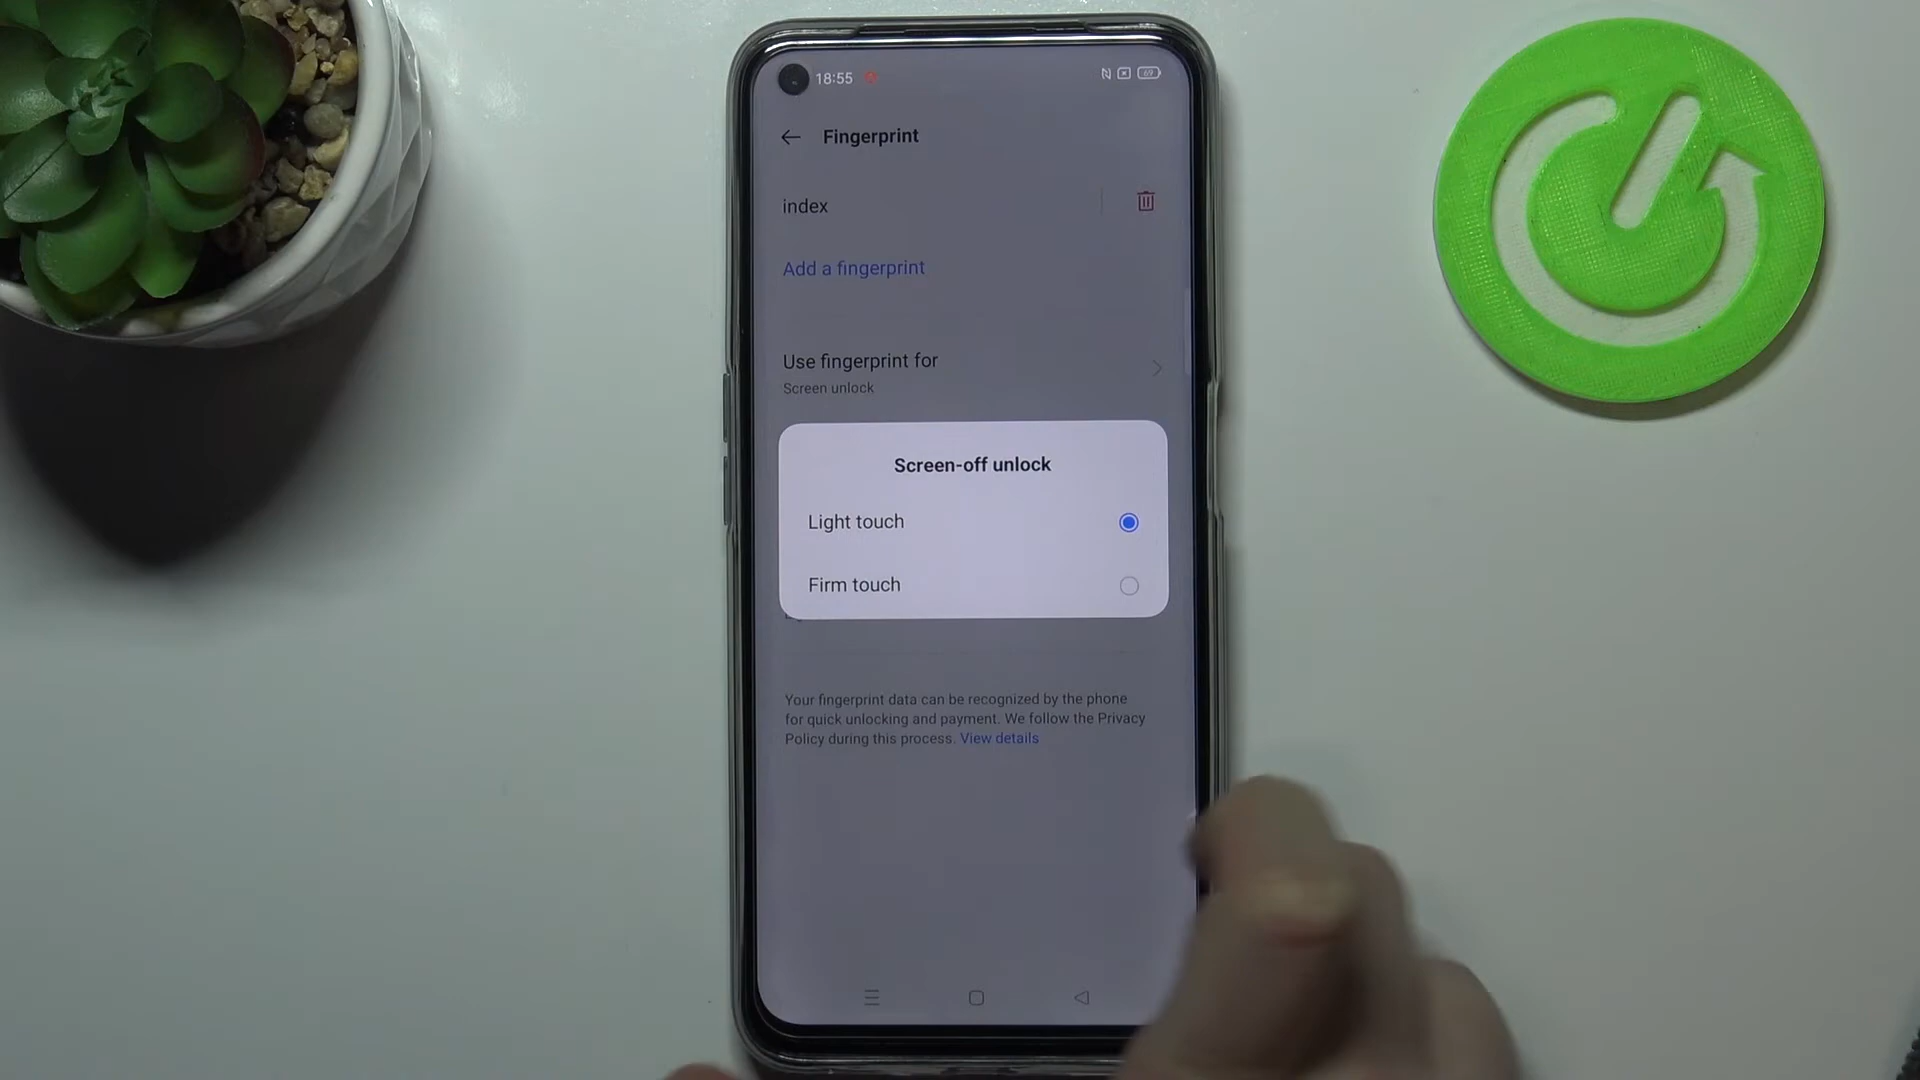 18:55
69
Fingerprint
index
Add a fingerprint
Use fingerprint for
Screen unlock
Screen-off unlock
Light touch
Firm touch
Your fingerprint data can be recognized by the phone
for quick unlocking and payment. We follow the Privacy
Policy during this process. View details